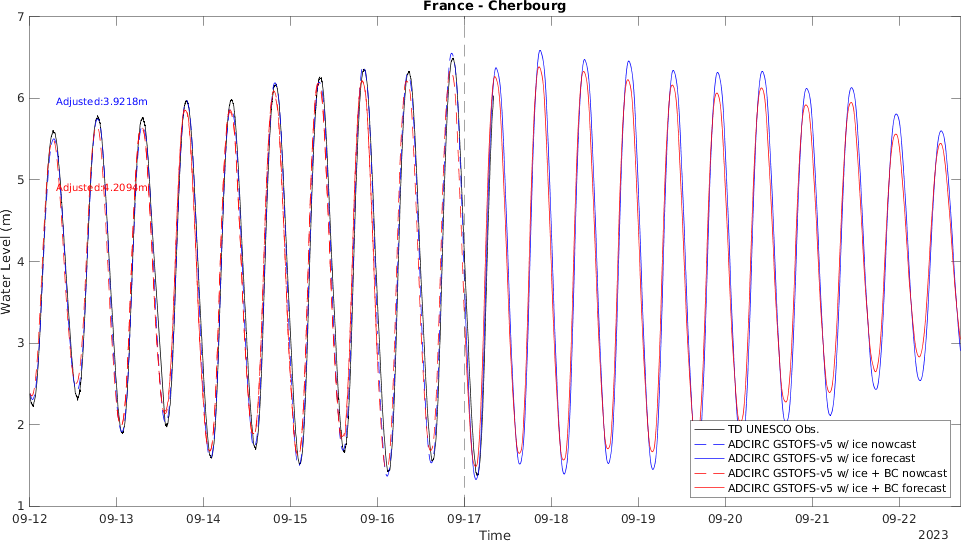 France - Cherbourg
7
6
5
4
3
2
1
Water Level (m)
Adjusted:3.9218m
Adjusted:4.2094m
TD UNESCO Obs.
ADCIRC GSTOFS-v5 w/ ice nowcast
ADCIRC GSTOFS-v5 w/ ice forecast
ADCIRC GSTOFS-v5 w/ ice + BC nowcast
ADCIRC GSTOFS-v5 w/ ice + BC forecast
09-12 09-13 09-14 09-15 09-16 09-17 09-18 09-19 09-20 09-21 09-22
Time
2023